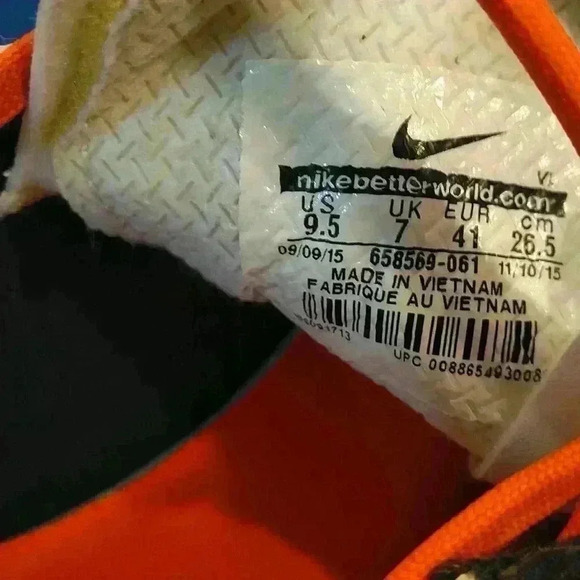 nikebetterworld.com
US UK EUR cm
9.5 7 41 26.5
09/09/15 658569-061 11/10/15
MADE IN VIETNAM
FABRIQUE AU VIETNAM
UPC 008865493008